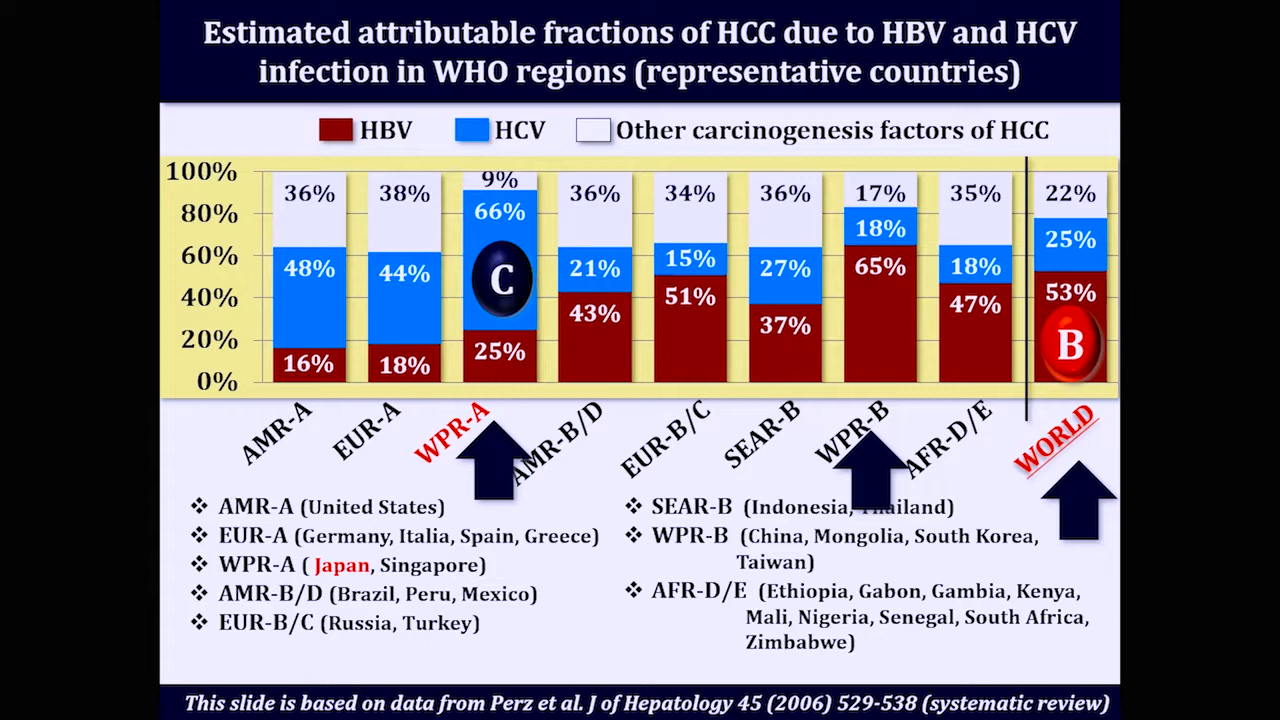 Estimated attributable fractions of HCC due to HBV and HCV
infection in WHO regions (representative countries)
HBV HCV Other carcinogenesis factors of HCC
100%
80%
60%
40%
20%
0%
36% 38% 9% 36% 34% 36% 17% 35% 22%
48% 44% 66% 21% 15% 27% 18% 18% 25%
16% 18% 25% 43% 51% 37% 65% 47% 53%
C
B
AMR-A EUR-A WPR-A AMR-B/D EUR-B/C SEAR-B WPR-B AFR-D/E WORLD
❖ AMR-A (United States)
❖ EUR-A (Germany, Italia, Spain, Greece)
❖ WPR-A ( Japan, Singapore)
❖ AMR-B/D (Brazil, Peru, Mexico)
❖ EUR-B/C (Russia, Turkey)
❖ SEAR-B (Indonesia, Thailand)
❖ WPR-B (China, Mongolia, South Korea,
Taiwan)
❖ AFR-D/E (Ethiopia, Gabon, Gambia, Kenya,
Mali, Nigeria, Senegal, South Africa,
Zimbabwe)
This slide is based on data from Perz et al. J of Hepatology 45 (2006) 529-538 (systematic review)